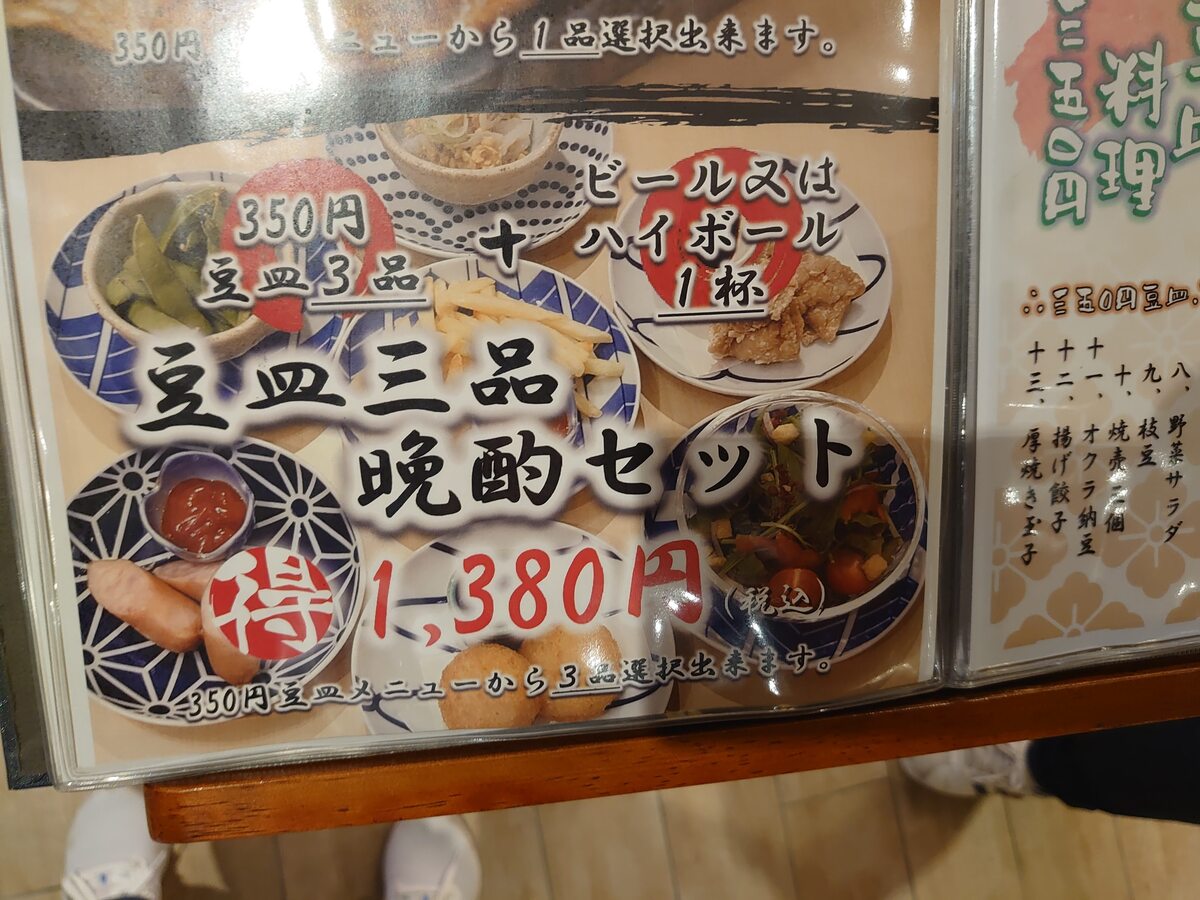 350円
ニューから1品選択出来ます。
350円
豆皿3品
+
ビール又は
ハイボール
1杯
豆皿三品
晩酌セット
得 1,380円 (税込)
350円豆皿メニューから3品選択出来ます。
料理
三五〇円
∴三五〇円豆皿
八、野菜サラダ
九、枝豆
十、焼売二個
十一、オクラ納豆
十二、揚げ餃子
十三、厚焼き玉子